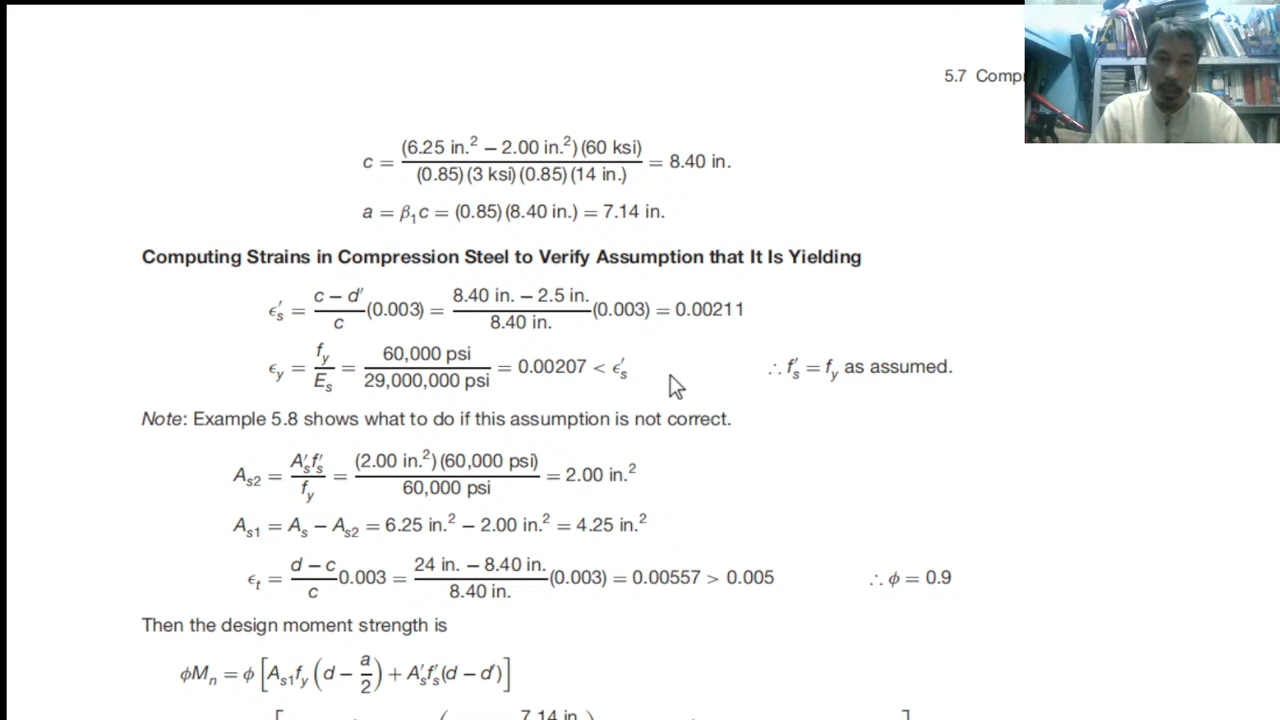 5.7 Comp
c = (6.25 in.² − 2.00 in.²)(60 ksi) / (0.85)(3 ksi)(0.85)(14 in.) = 8.40 in.
a = β₁c = (0.85)(8.40 in.) = 7.14 in.
Computing Strains in Compression Steel to Verify Assumption that It Is Yielding
ϵ′ₛ = (c − d′)/c (0.003) = (8.40 in. − 2.5 in.)/(8.40 in.) (0.003) = 0.00211
ϵy = fy/Eₛ = 60,000 psi / 29,000,000 psi = 0.00207 < ϵ′ₛ ∴ f′ₛ = fy as assumed.
Note: Example 5.8 shows what to do if this assumption is not correct.
Aₛ₂ = A′ₛf′ₛ / fy = (2.00 in.²)(60,000 psi) / 60,000 psi = 2.00 in.²
Aₛ₁ = Aₛ − Aₛ₂ = 6.25 in.² − 2.00 in.² = 4.25 in.²
ϵₜ = (d − c)/c 0.003 = (24 in. − 8.40 in.)/(8.40 in.) (0.003) = 0.00557 > 0.005 ∴ ϕ = 0.9
Then the design moment strength is
ϕMₙ = ϕ[Aₛ₁fy(d − a/2) + A′ₛf′ₛ(d − d′)]
7.14 in.